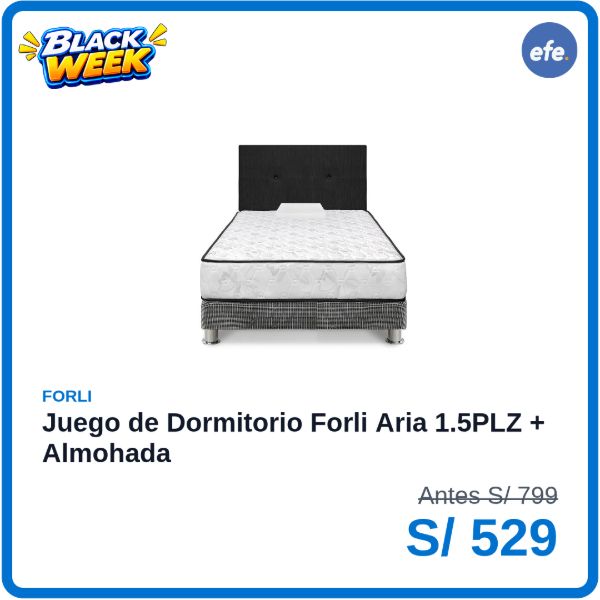 BLACK
WEEK
efe.
FORLI
Juego de Dormitorio Forli Aria 1.5PLZ +
Almohada
Antes S/ 799
S/ 529